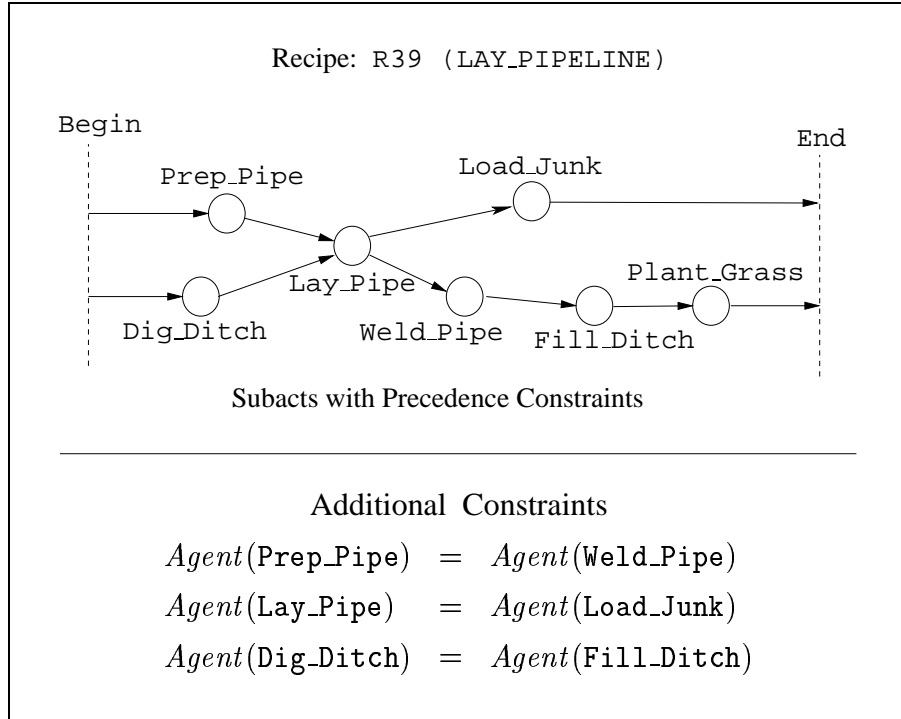 Recipe: R39 (LAY_PIPELINE)
Begin
End
Prep_Pipe
Load_Junk
Lay_Pipe
Plant_Grass
Dig_Ditch
Weld_Pipe
Fill_Ditch
Subacts with Precedence Constraints
Additional Constraints
Agent(Prep_Pipe) = Agent(Weld_Pipe)
Agent(Lay_Pipe) = Agent(Load_Junk)
Agent(Dig_Ditch) = Agent(Fill_Ditch)